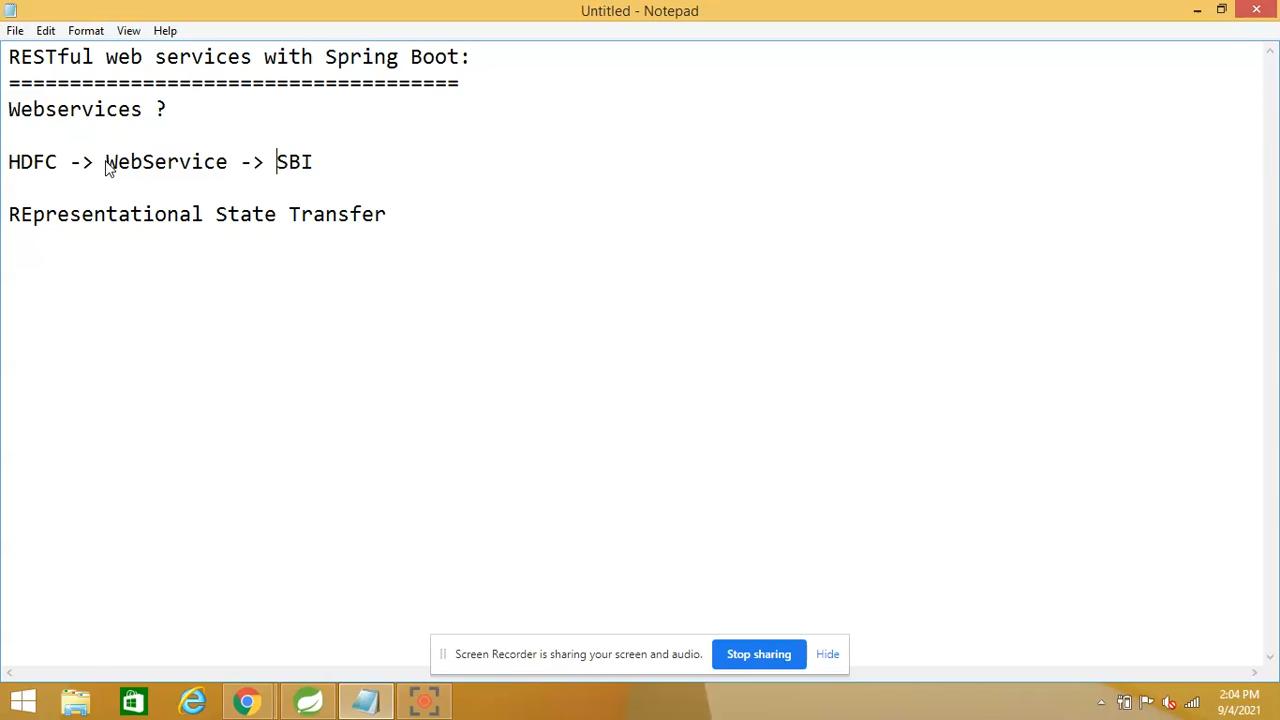 Untitled - Notepad
File Edit Format View Help
RESTful web services with Spring Boot:
=====================================
Webservices ?
HDFC -> WebService -> SBI
REpresentational State Transfer
Screen Recorder is sharing your screen and audio. Stop sharing Hide
2:04 PM
9/4/2021